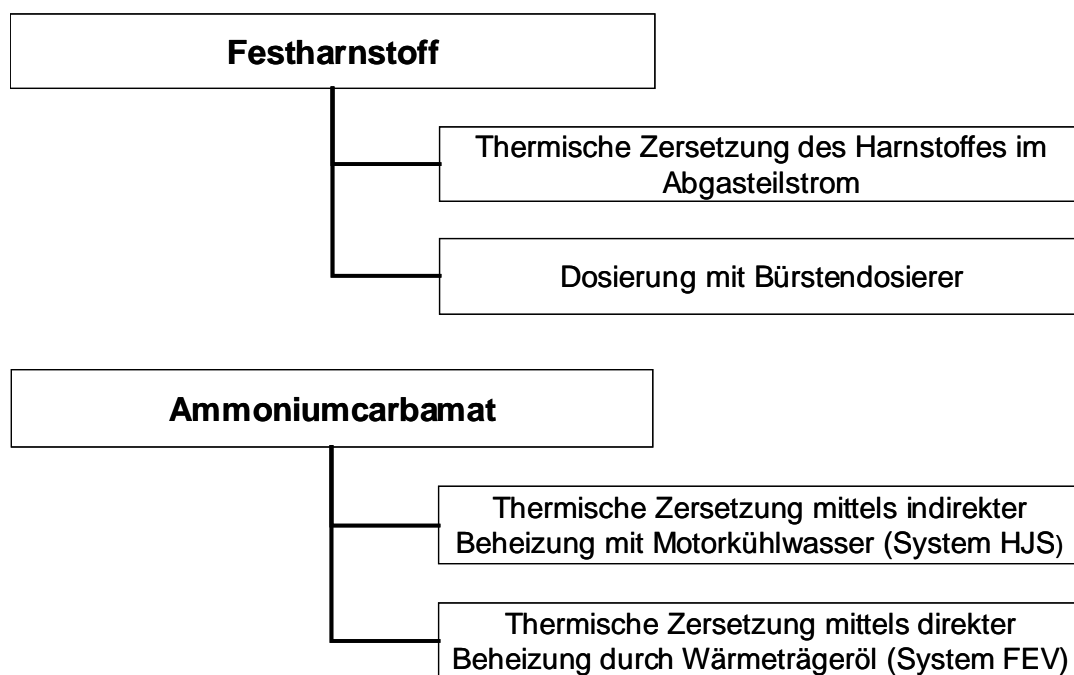 Festharnstoff
Thermische Zersetzung des Harnstoffes im
Abgasteilstrom
Dosierung mit Bürstendosierer
Ammoniumcarbamat
Thermische Zersetzung mittels indirekter
Beheizung mit Motorkühlwasser (System HJS)
Thermische Zersetzung mittels direkter
Beheizung durch Wärmeträgeröl (System FEV)